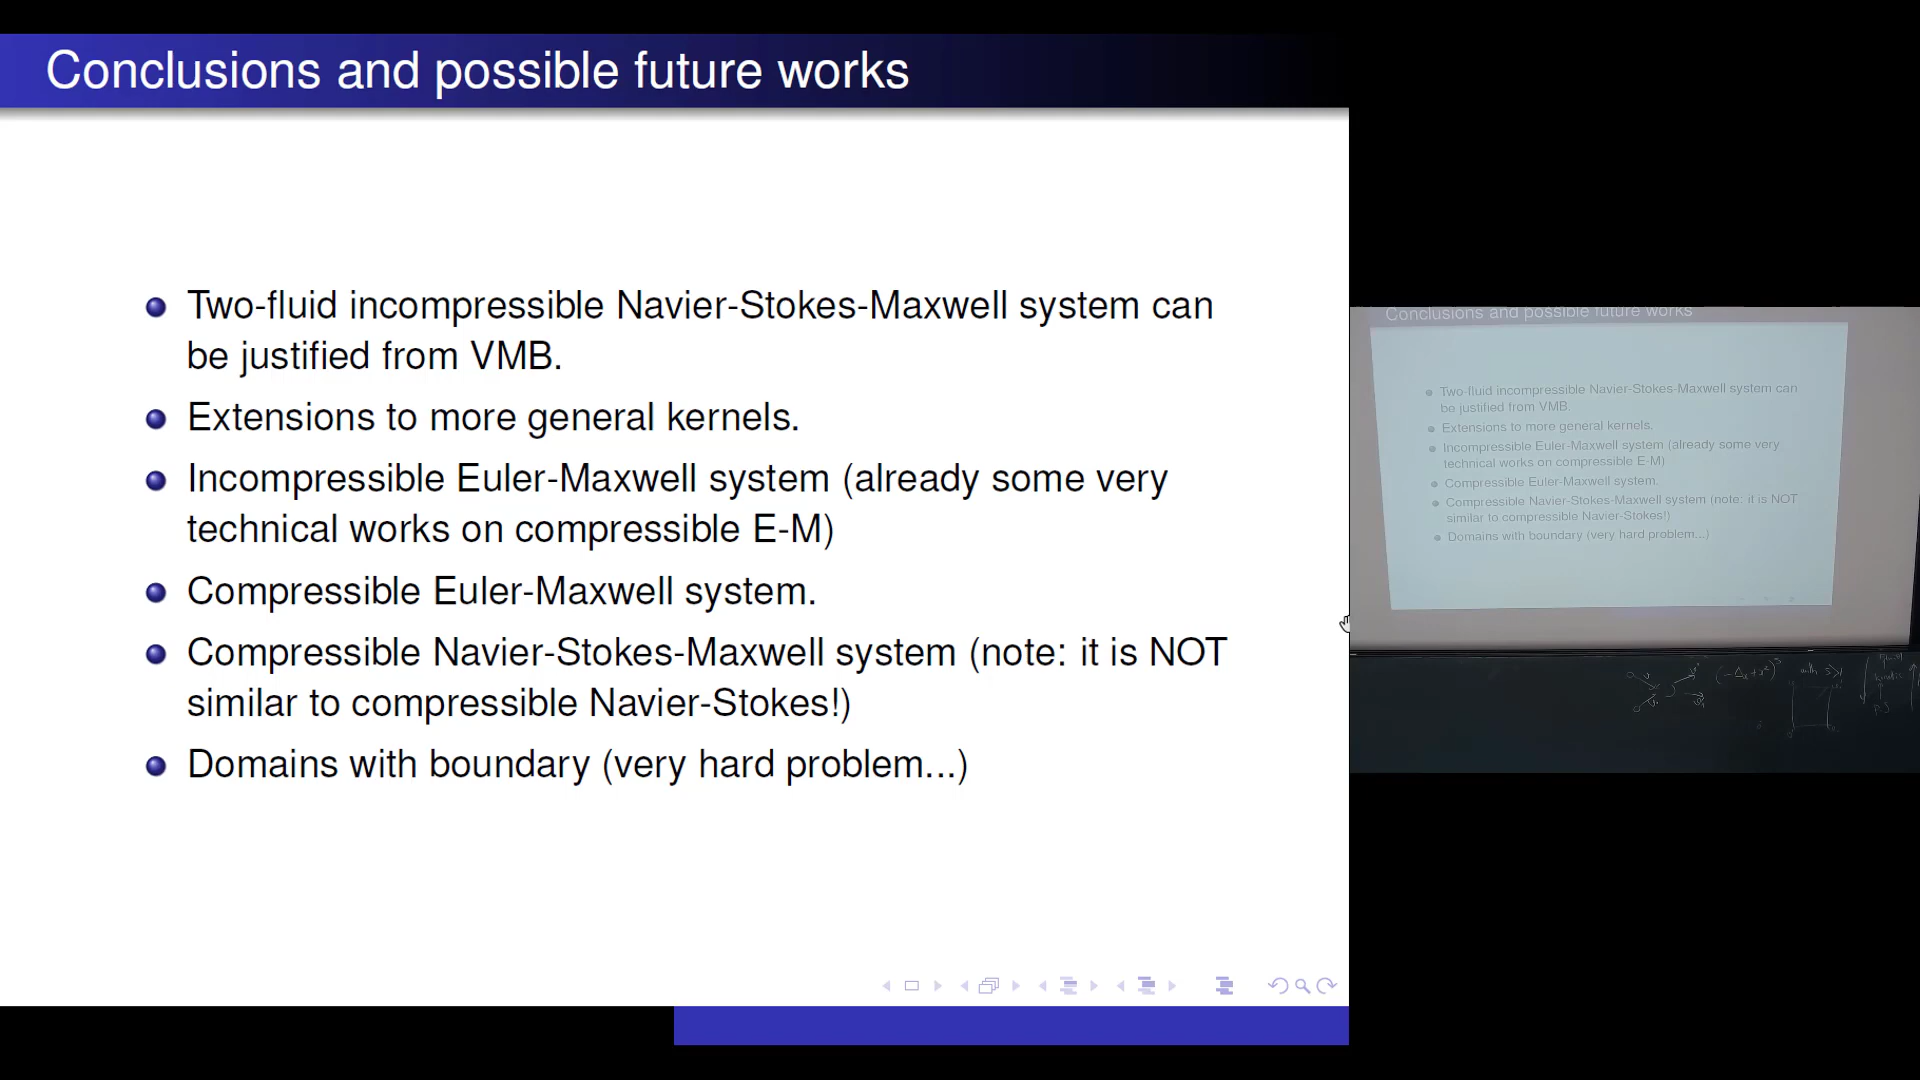 Conclusions and possible future works
Two-fluid incompressible Navier-Stokes-Maxwell system can
be justified from VMB.
Extensions to more general kernels.
Incompressible Euler-Maxwell system (already some very
technical works on compressible E-M)
Compressible Euler-Maxwell system.
Compressible Navier-Stokes-Maxwell system (note: it is NOT
similar to compressible Navier-Stokes!)
Domains with boundary (very hard problem...)
Conclusions and possible future works
Two-fluid incompressible Navier-Stokes-Maxwell system can
be justified from VMB.
Extensions to more general kernels.
Incompressible Euler-Maxwell system (already some very
technical works on compressible E-M)
Compressible Euler-Maxwell system.
Compressible Navier-Stokes-Maxwell system (note: it is NOT
similar to compressible Navier-Stokes!)
Domains with boundary (very hard problem...)